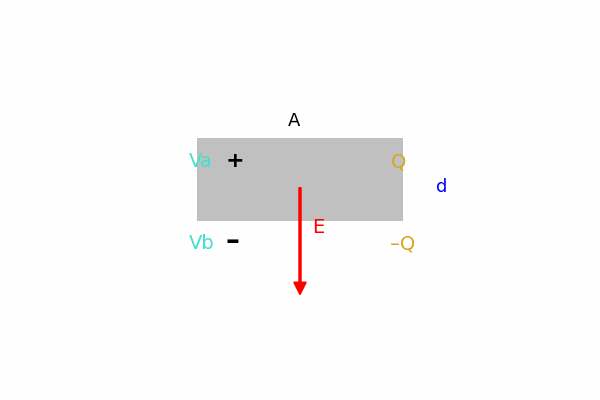 A
Va + Q
d
E
Vb – –Q